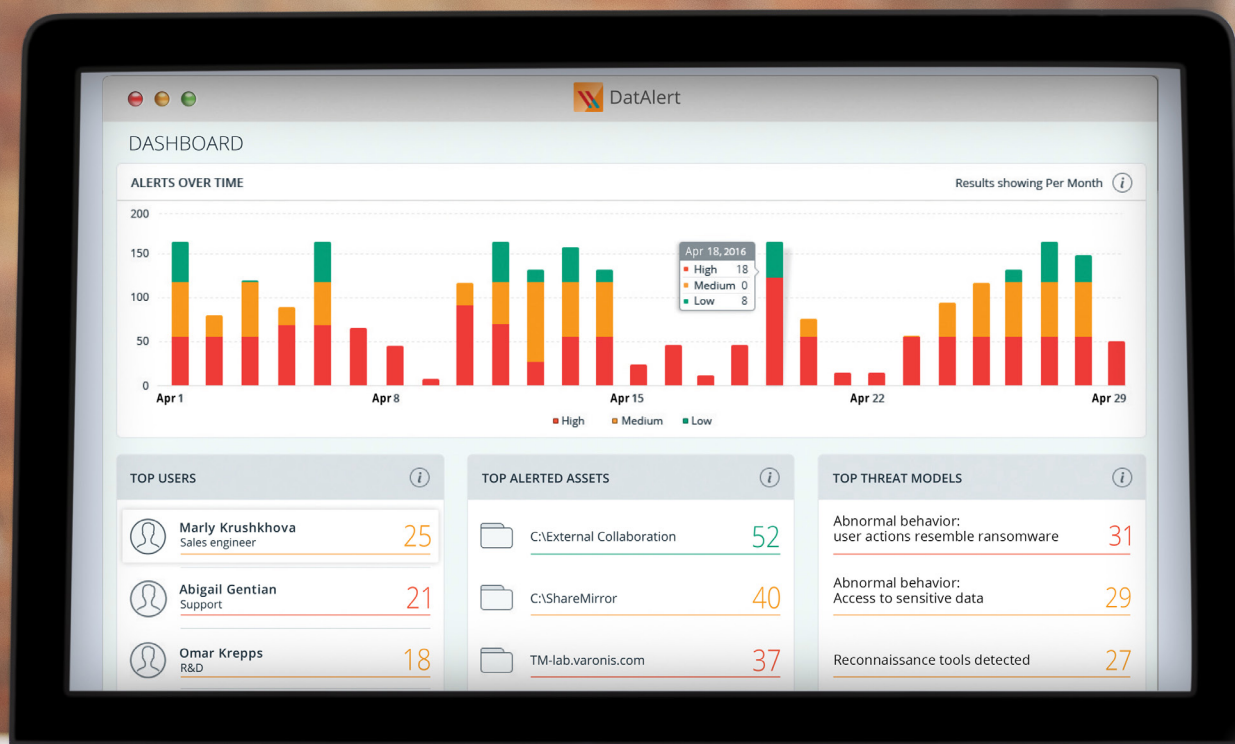 DatAlert
DASHBOARD
ALERTS OVER TIME
Results showing Per Month i
200
150
100
50
0
Apr 18, 2016
High 18
Medium 0
Low 8
Apr 1
Apr 8
Apr 15
Apr 22
Apr 29
High Medium Low
TOP USERS i
Marly Krushkhova
Sales engineer
25
Abigail Gentian
Support
21
Omar Krepps
R&D
18
TOP ALERTED ASSETS i
C:\External Collaboration 52
C:\ShareMirror 40
TM-lab.varonis.com 37
TOP THREAT MODELS i
Abnormal behavior:
user actions resemble ransomware 31
Abnormal behavior:
Access to sensitive data 29
Reconnaissance tools detected 27